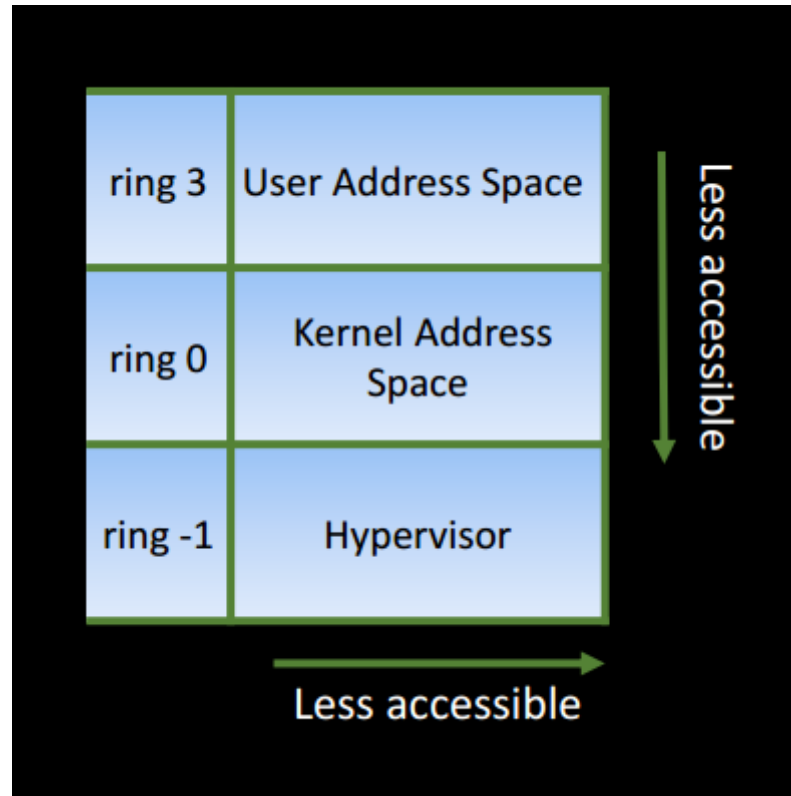 ring 3
User Address Space
ring 0
Kernel Address
Space
ring -1
Hypervisor
Less accessible
Less accessible